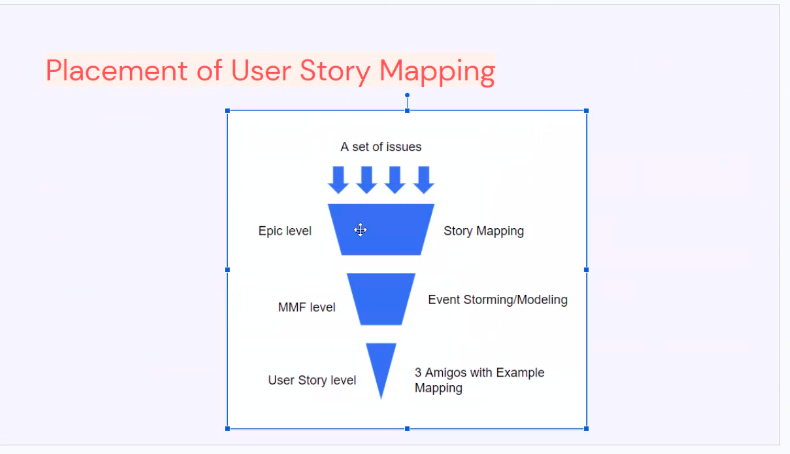 Placement of User Story Mapping
A set of issues
Epic level
Story Mapping
MMF level
Event Storming/Modeling
User Story level
3 Amigos with Example
Mapping